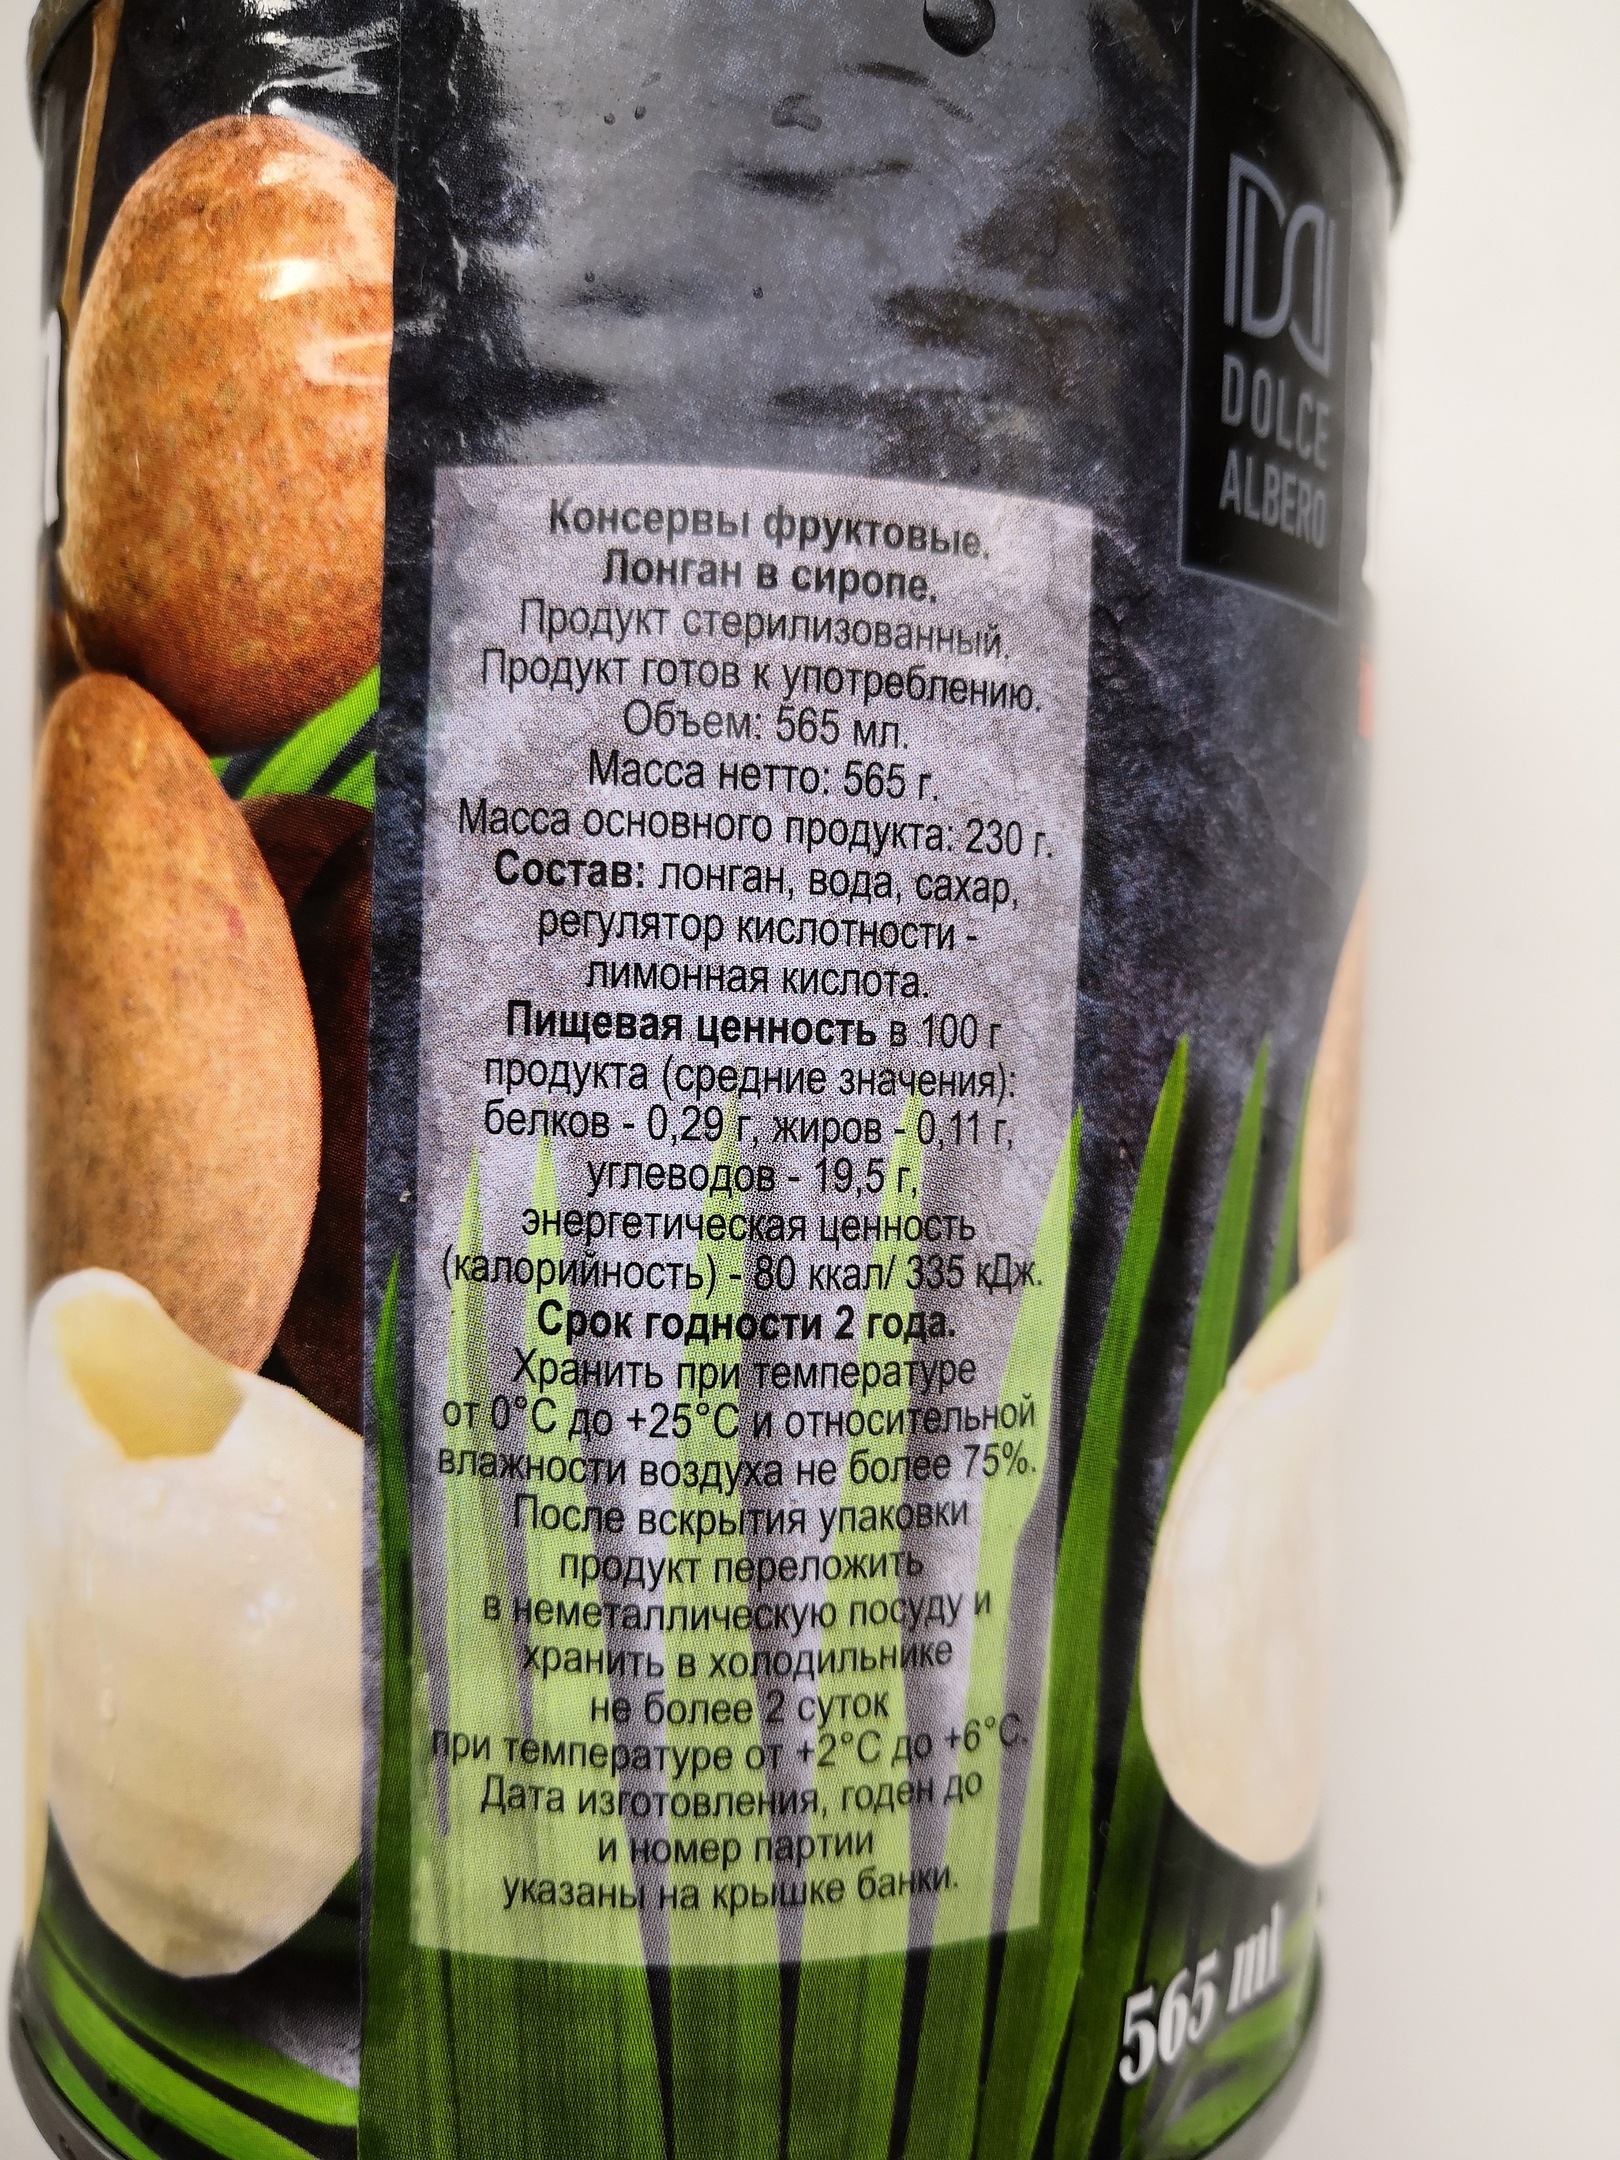 DOLCE
ALBERO
Консервы фруктовые.
Лонган в сиропе.
Продукт стерилизованный.
Продукт готов к употреблению.
Объем: 565 мл.
Масса нетто: 565 г.
Масса основного продукта: 230 г.
Состав: лонган, вода, сахар,
регулятор кислотности -
лимонная кислота.
Пищевая ценность в 100 г
продукта (средние значения):
белков - 0,29 г, жиров - 0,11 г,
углеводов - 19,5 г,
энергетическая ценность
(калорийность) - 80 ккал/ 335 кДж.
Срок годности 2 года.
Хранить при температуре
от 0°С до +25°С и относительной
влажности воздуха не более 75%.
После вскрытия упаковки
продукт переложить
в неметаллическую посуду и
хранить в холодильнике
не более 2 суток
при температуре от +2°С до +6°С.
Дата изготовления, годен до
и номер партии
указаны на крышке банки.
565 ml